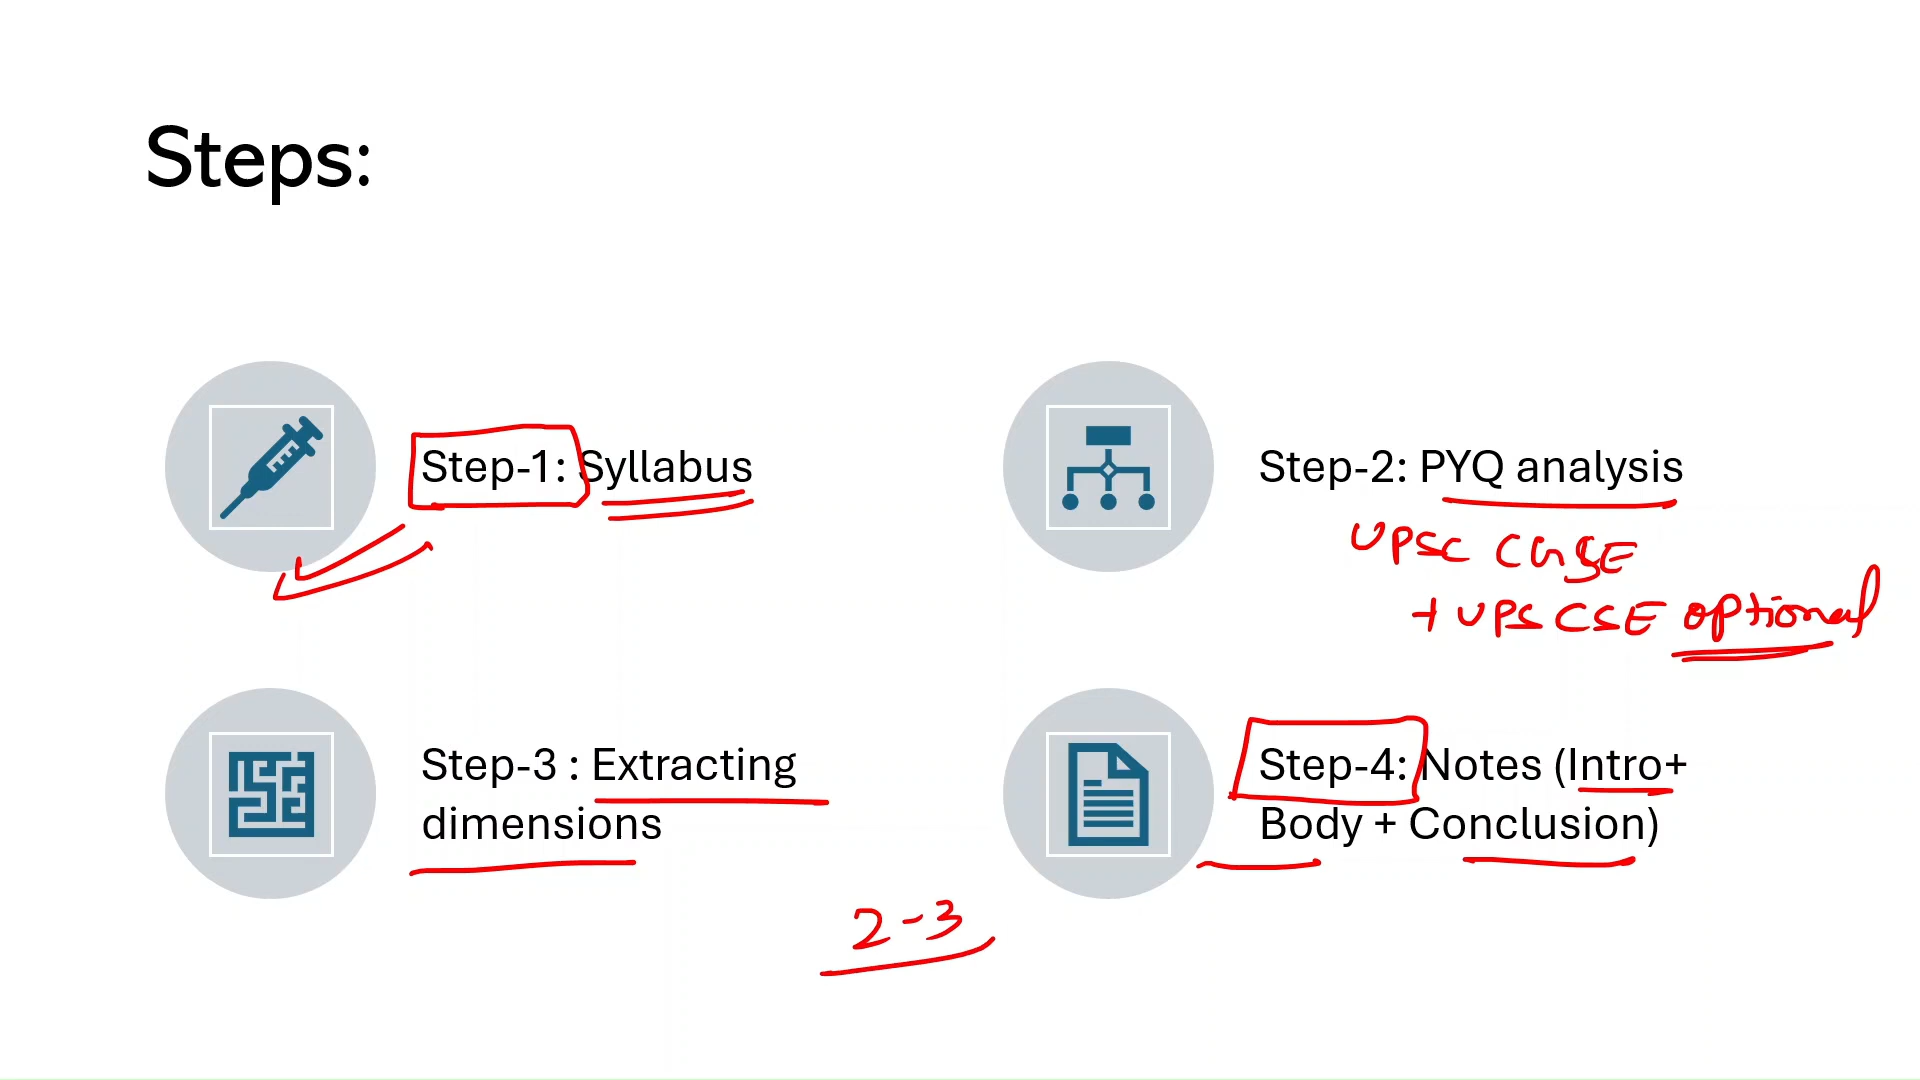 Steps:
Step-1: Syllabus
Step-2: PYQ analysis
UPSC CGSE
+ UPS CSE optional
Step-3 : Extracting
dimensions
Step-4: Notes (Intro+
Body + Conclusion)
2-3